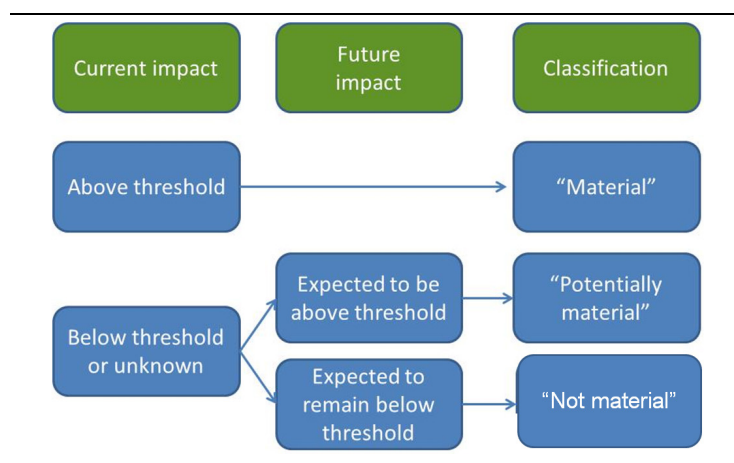 Current impact
Future
impact
Classification
Above threshold
“Material”
Below threshold
or unknown
Expected to be
above threshold
“Potentially
material”
Expected to
remain below
threshold
“Not material”